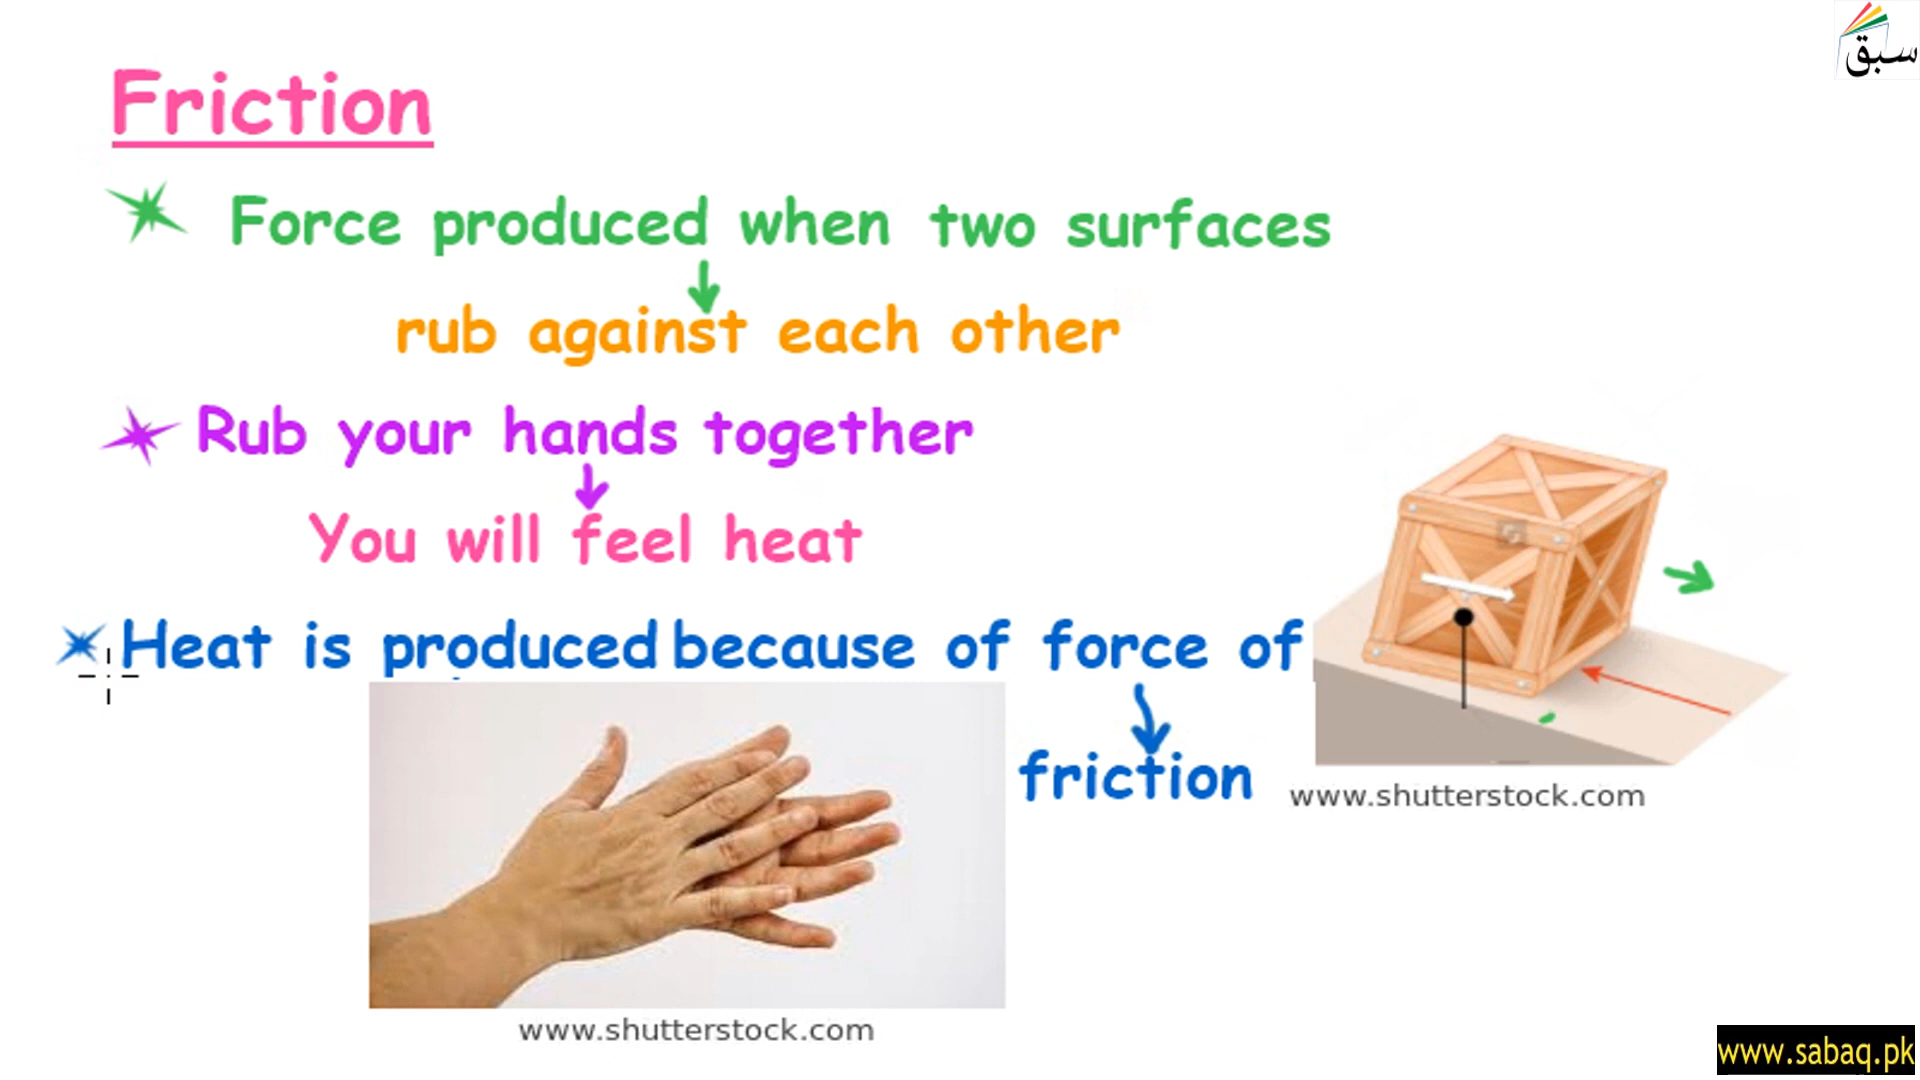 سبق
Friction
Force produced when two surfaces
rub against each other
Rub your hands together
You will feel heat
Heat is produced because of force of
friction
www.shutterstock.com
www.shutterstock.com
www.sabaq.pk